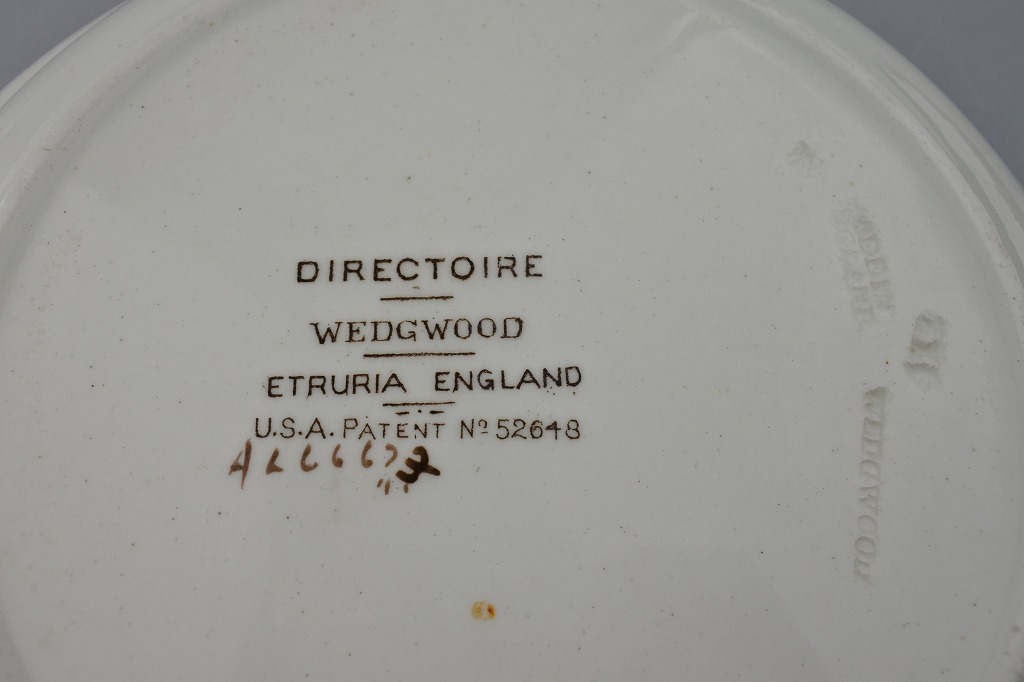 DIRECTOIRE
WEDGWOOD
ETRURIA ENGLAND
U.S.A. PATENT Nº 52648
WEDGWOOD